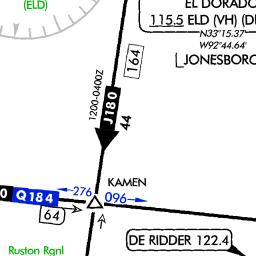 (ELD)
EL DORADO
115.5 ELD (VH) (D
N33°15.37
W92°44.64'
JONESBORO
164
1200-0400Z
J180
44
KAMEN
276
096
0 Q184
64
DE RIDDER 122.4
Ruston Rgnl